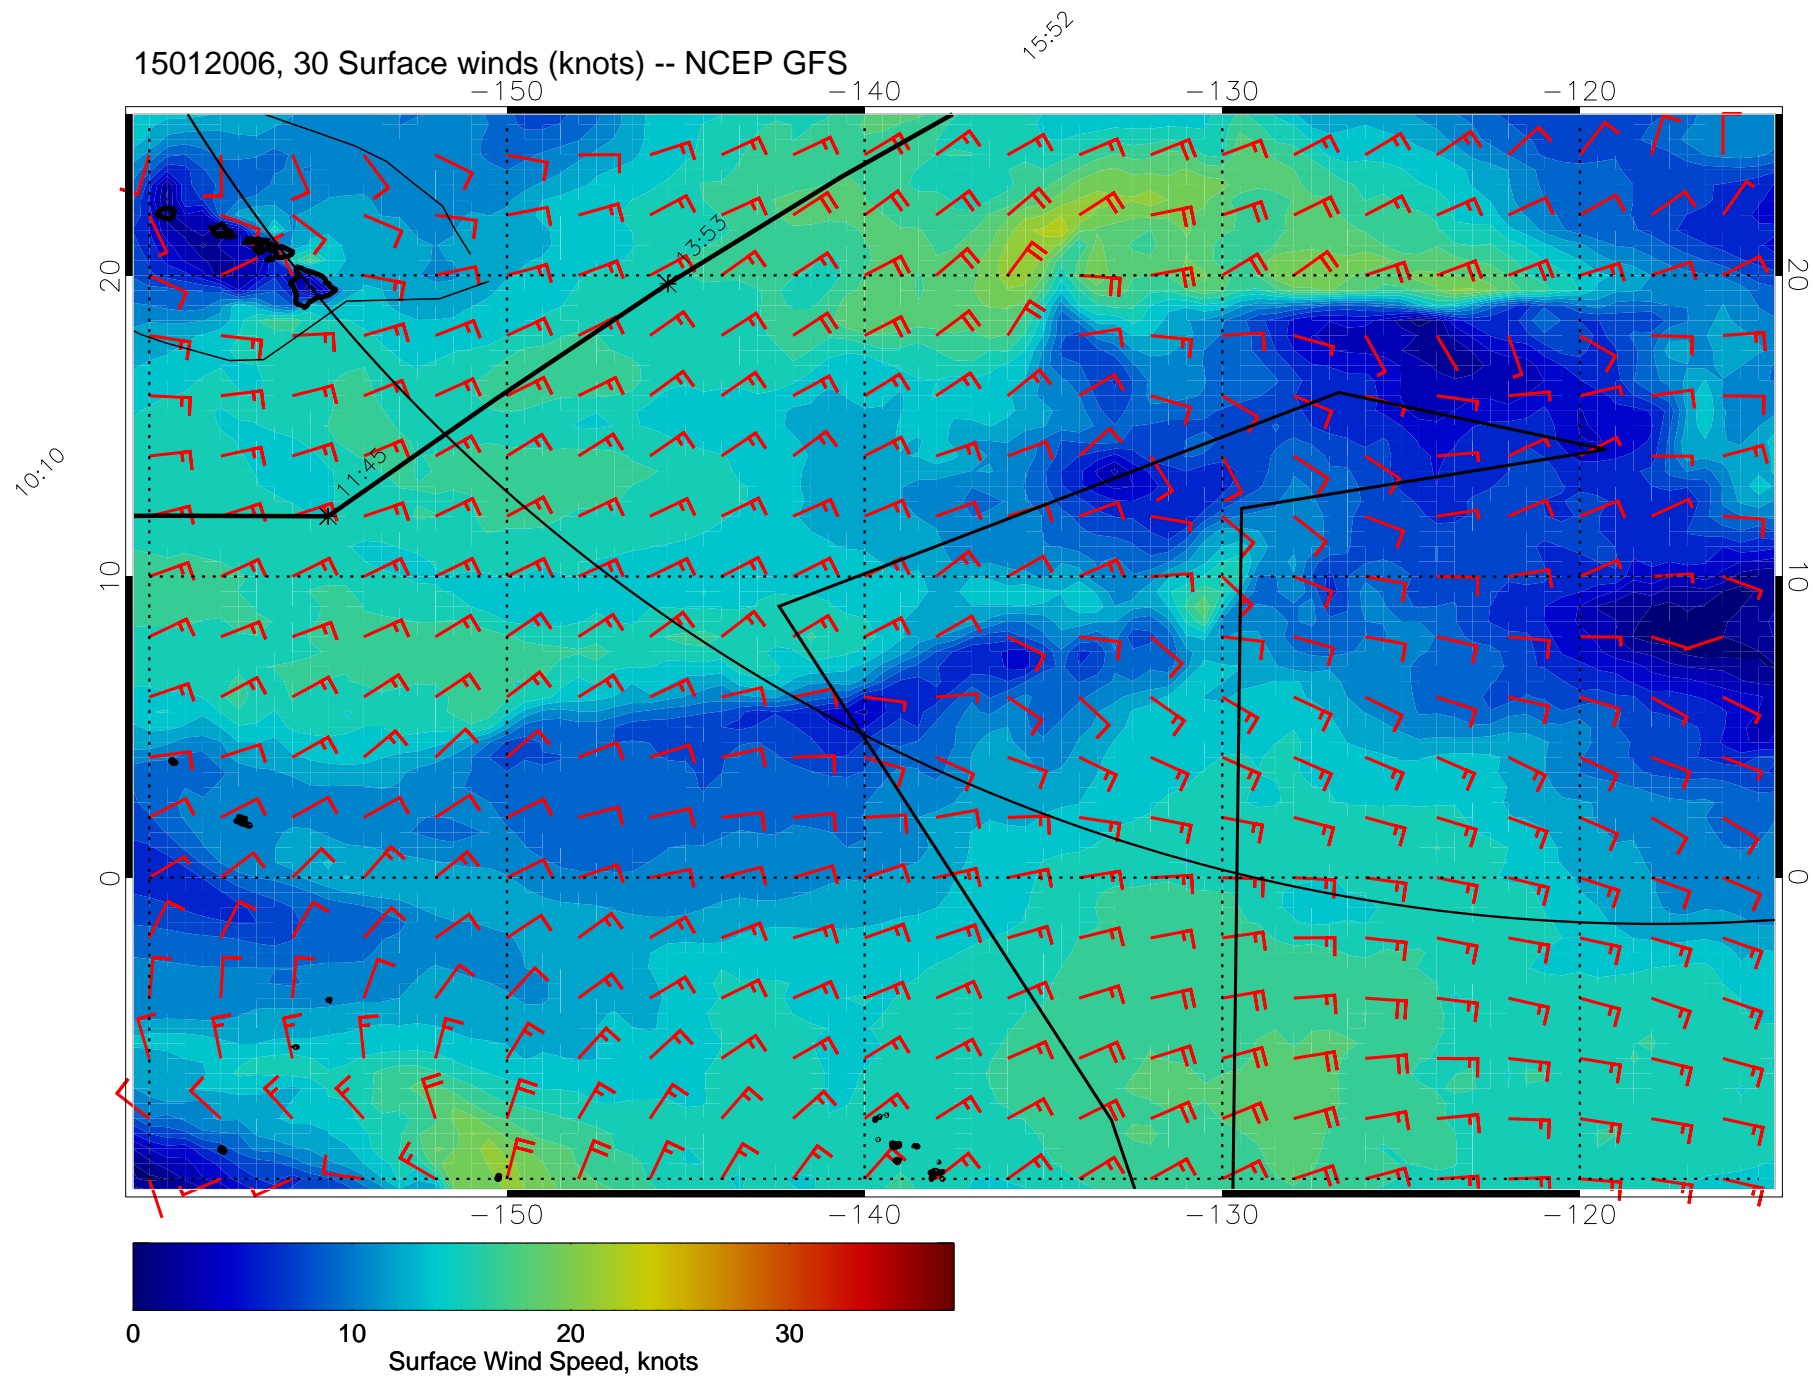 15:52
15012006, 30 Surface winds (knots) -- NCEP GFS
−150 −140 −130 −120
13:53
20 20
11:45
10:10
10 10
0 0
−150 −140 −130 −120
0 10 20 30
Surface Wind Speed, knots